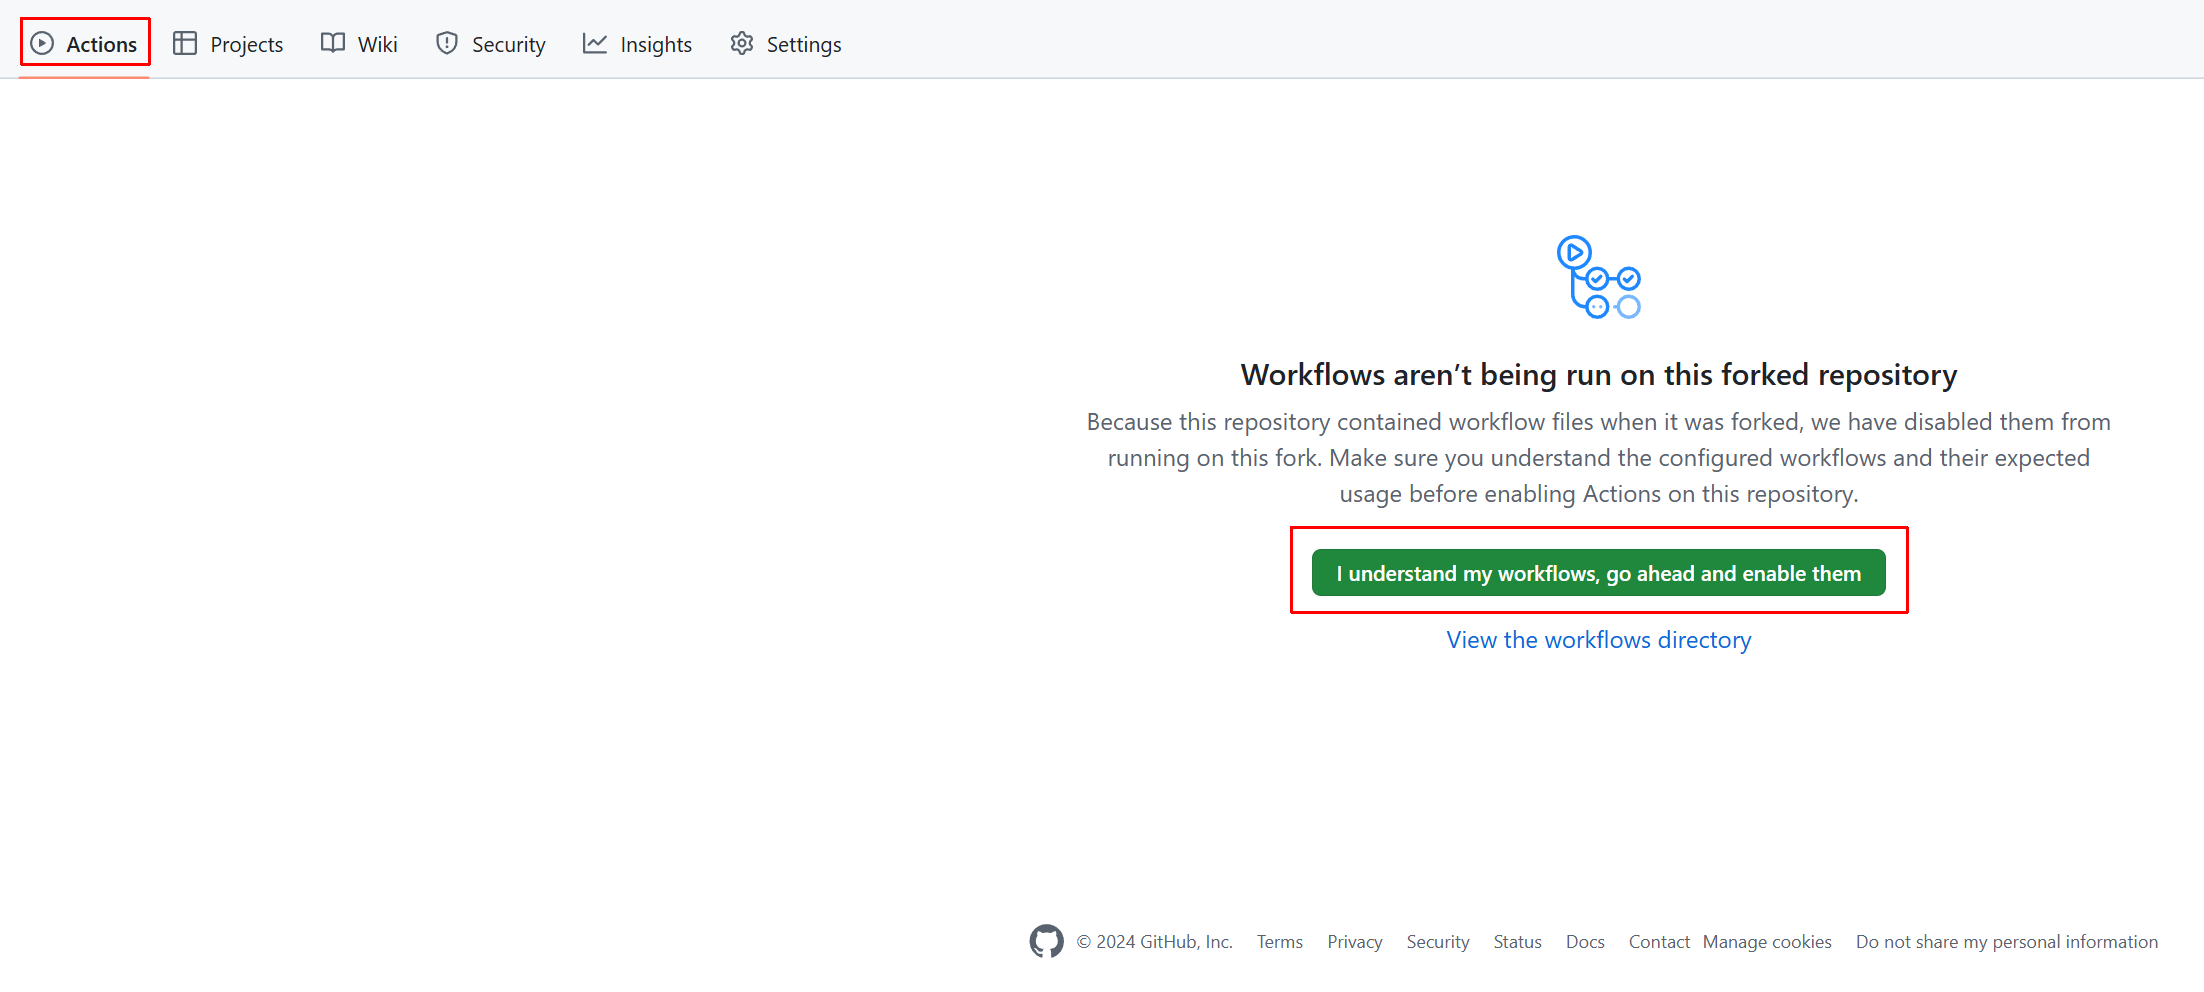 Actions Projects Wiki Security Insights Settings
Workflows aren’t being run on this forked repository
Because this repository contained workflow files when it was forked, we have disabled them from
running on this fork. Make sure you understand the configured workflows and their expected
usage before enabling Actions on this repository.
I understand my workflows, go ahead and enable them
View the workflows directory
© 2024 GitHub, Inc. Terms Privacy Security Status Docs Contact Manage cookies Do not share my personal information